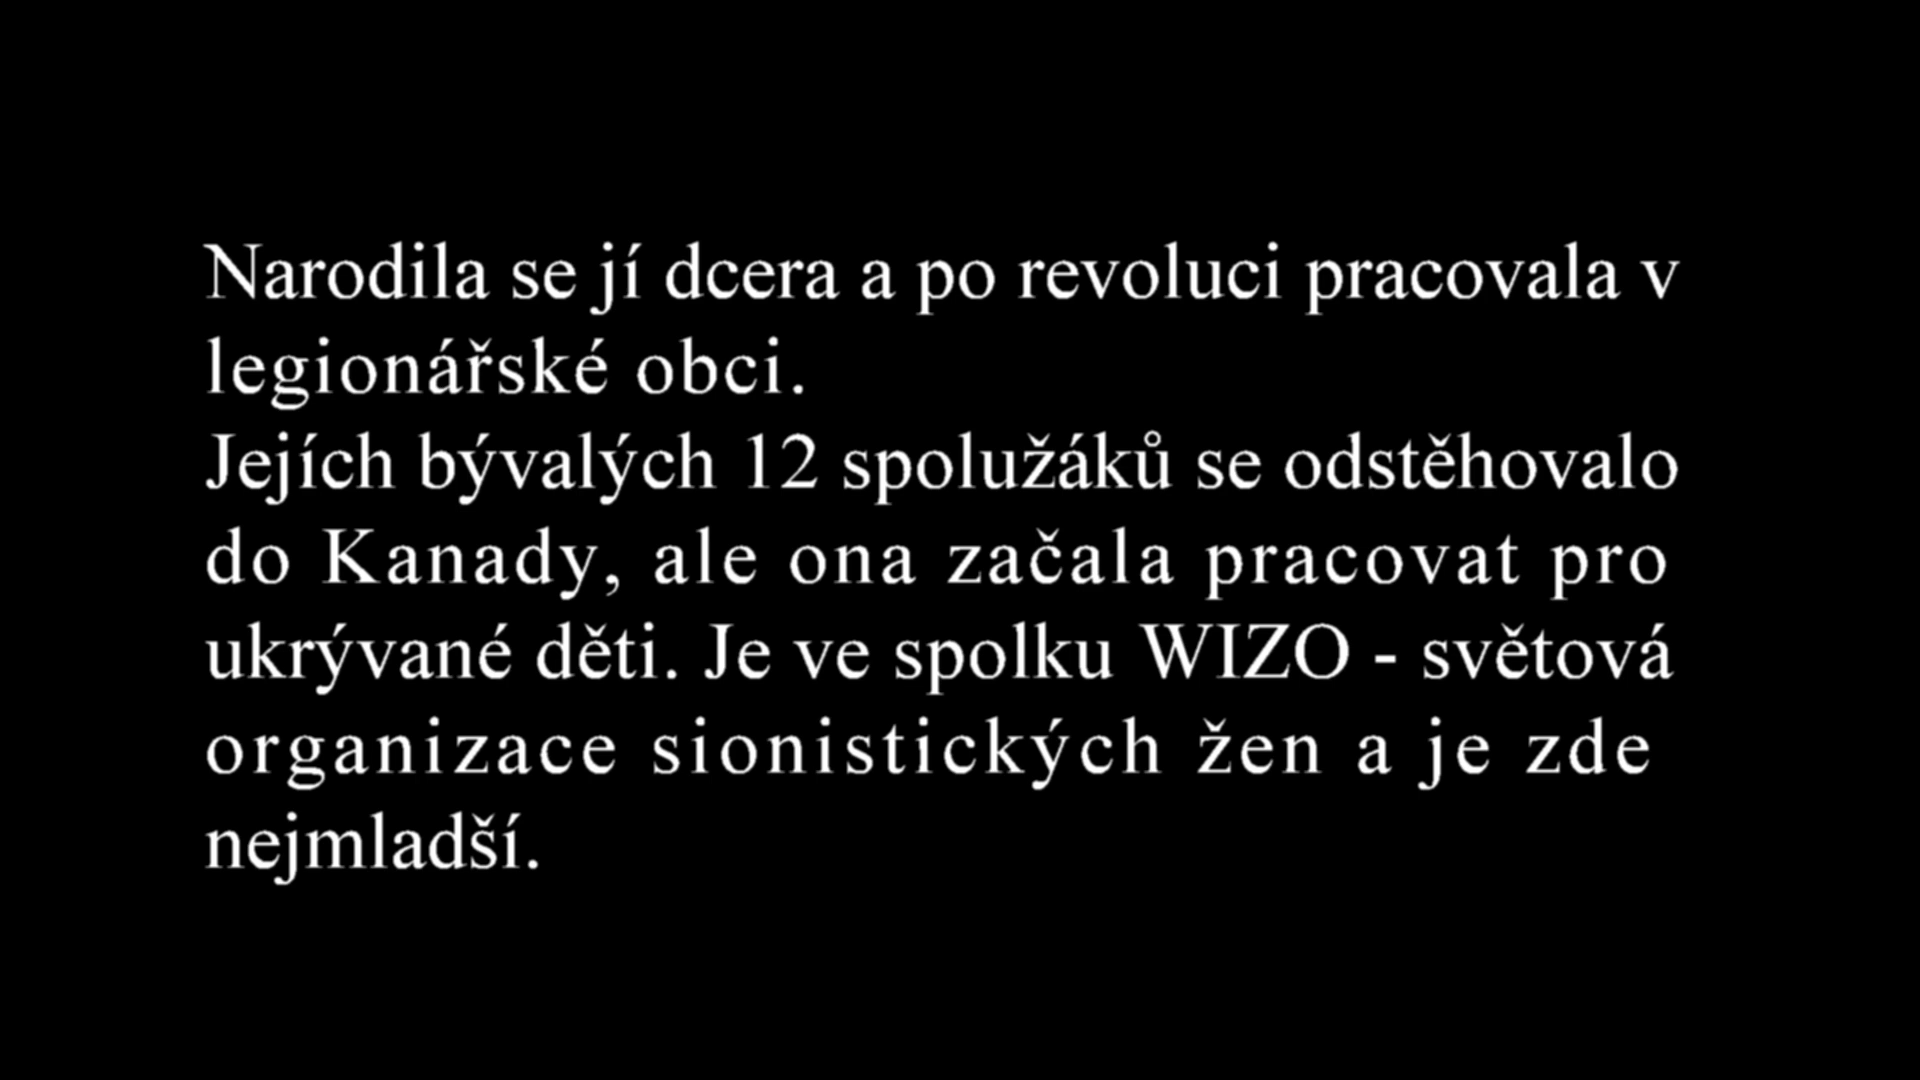 Narodila se jí dcera a po revoluci pracovala v
legionářské obci.
Jejích bývalých 12 spolužáků se odstěhovalo
do Kanady, ale ona začala pracovat pro
ukrývané děti. Je ve spolku WIZO - světová
organizace sionistických žen a je zde
nejmladší.